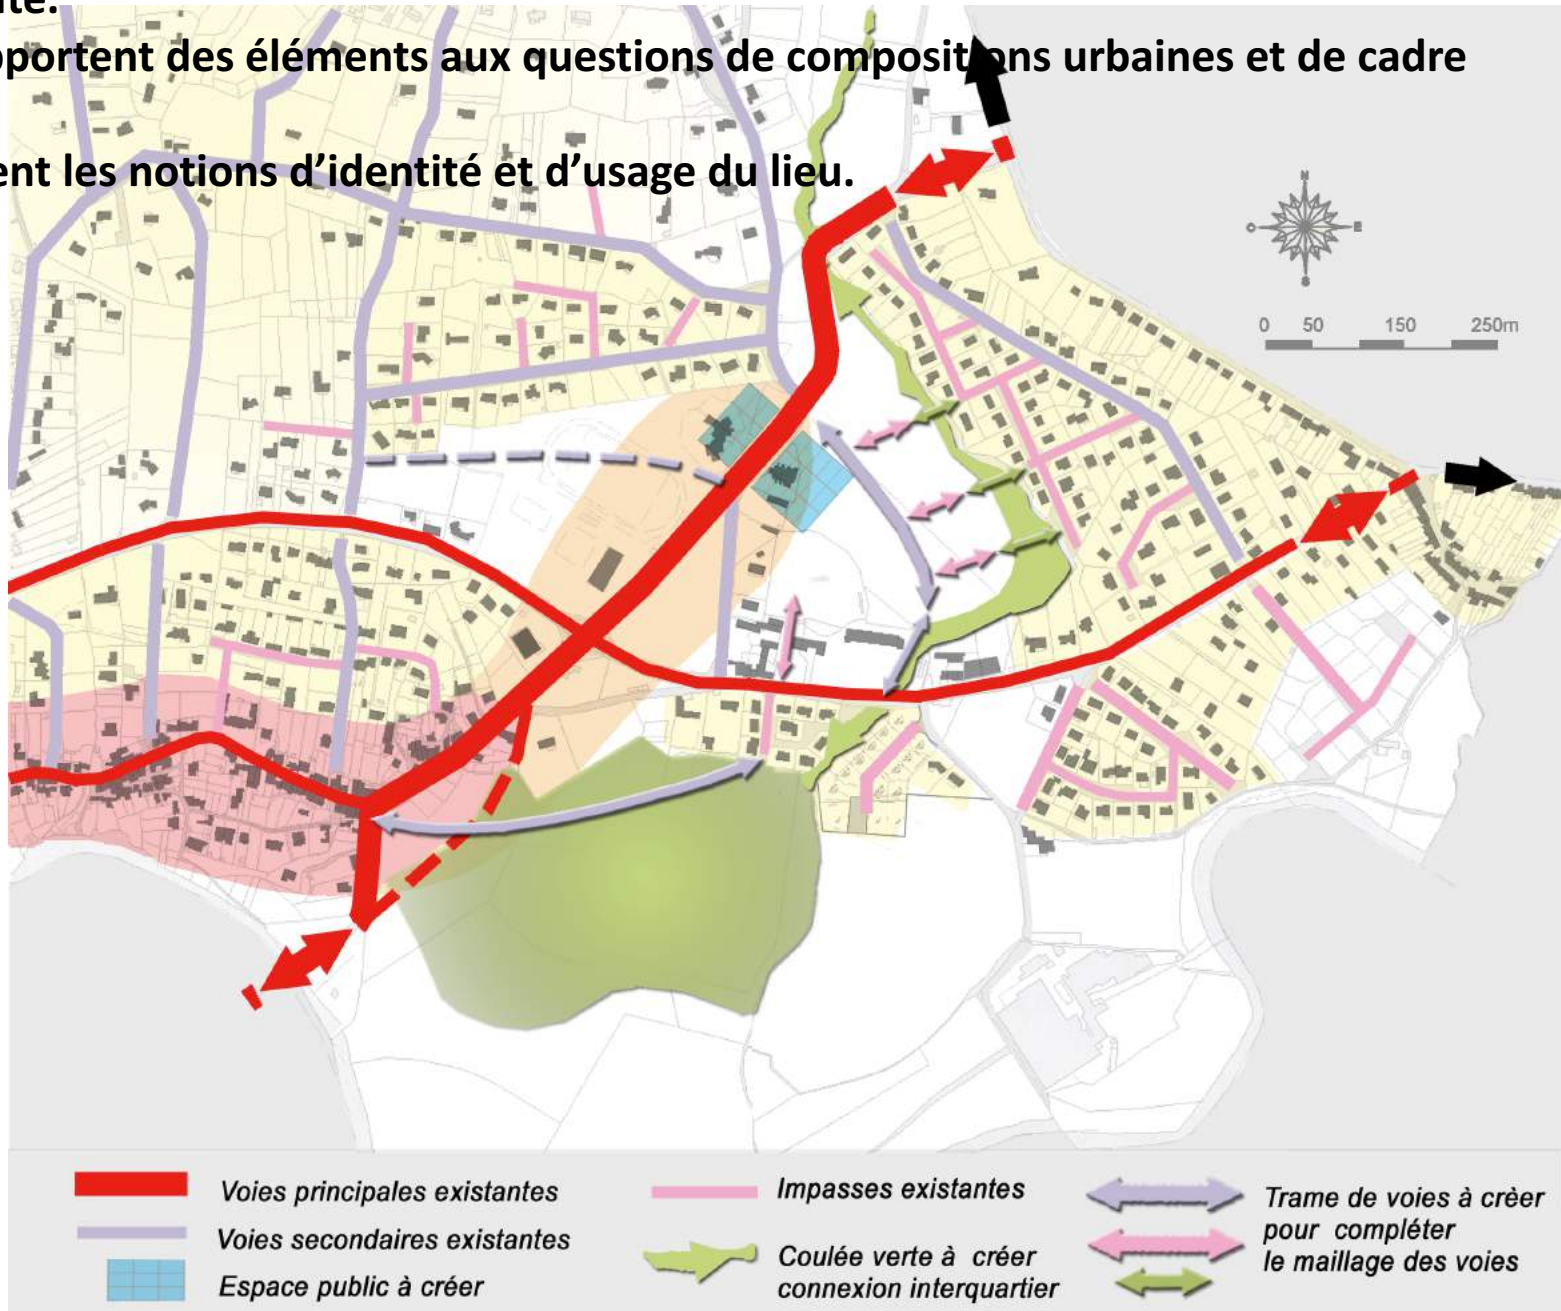 ité.
pportent des éléments aux questions de compositions urbaines et de cadre
ent les notions d'identité et d'usage du lieu.
N
O
E
S
0 50 150 250m
Voies principales existantes
Voies secondaires existantes
Espace public à créer
Impasses existantes
Coulée verte à créer
connexion interquartier
Trame de voies à crèer
pour compléter
le maillage des voies